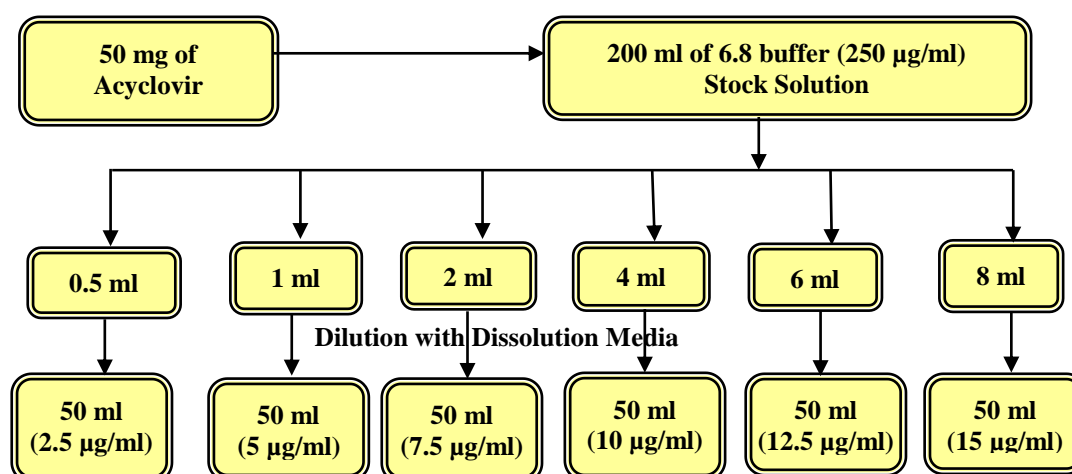 50 mg of
Acyclovir
200 ml of 6.8 buffer (250 µg/ml)
Stock Solution
0.5 ml
1 ml
2 ml
4 ml
6 ml
8 ml
Dilution with Dissolution Media
50 ml
(2.5 µg/ml)
50 ml
(5 µg/ml)
50 ml
(7.5 µg/ml)
50 ml
(10 µg/ml)
50 ml
(12.5 µg/ml)
50 ml
(15 µg/ml)